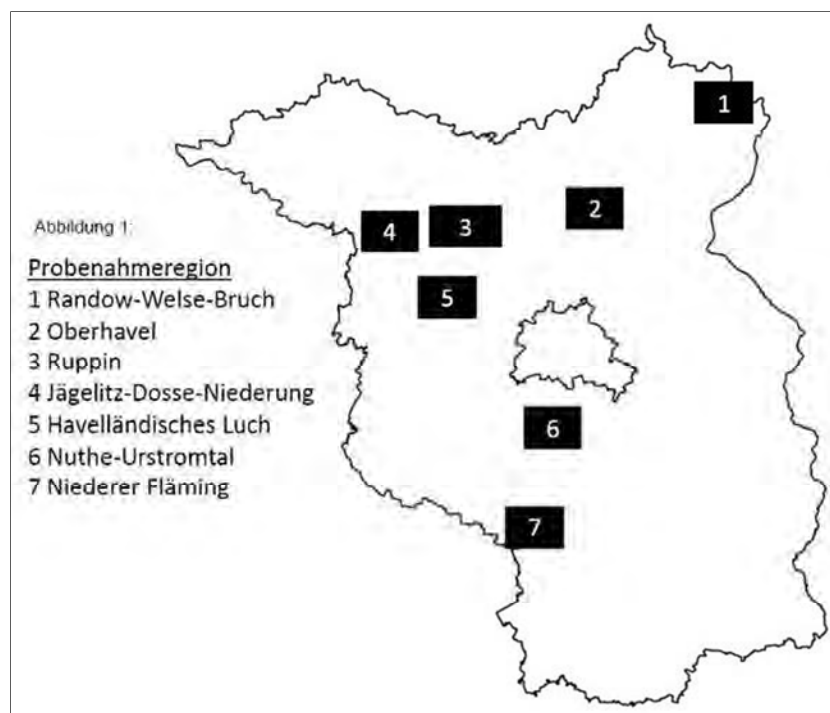 Abbildung 1:
Probenahmeregion
1 Randow-Welse-Bruch
2 Oberhavel
3 Ruppin
4 Jägelitz-Dosse-Niederung
5 Havelländisches Luch
6 Nuthe-Urstromtal
7 Niederer Fläming
1
2
3
4
5
6
7